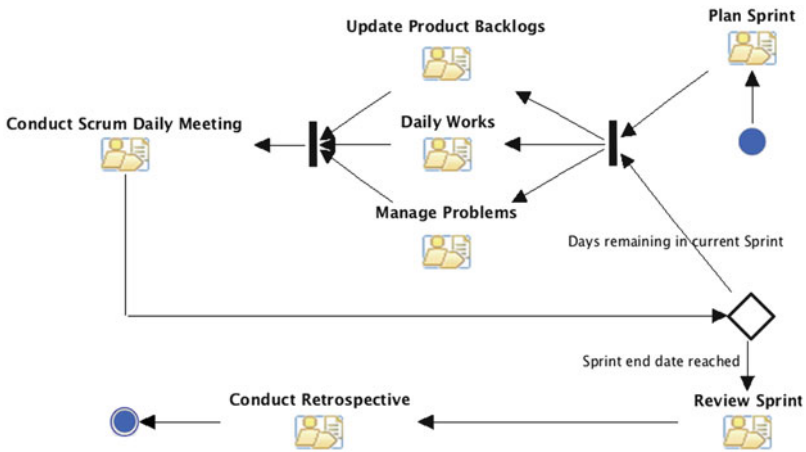 Plan Sprint
Update Product Backlogs
Conduct Scrum Daily Meeting
Daily Works
Manage Problems
Days remaining in current Sprint
Sprint end date reached
Conduct Retrospective
Review Sprint